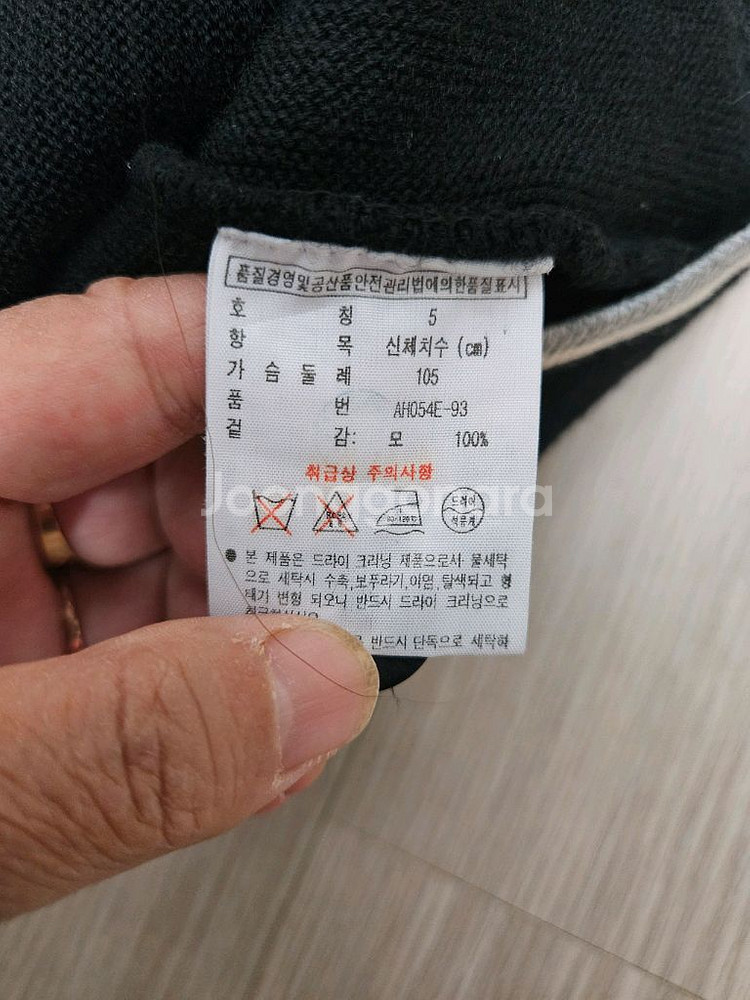 품질경영및공산품안전관리법에의한품질표시
호 칭 5
항 목 신체치수 (㎝)
가 슴 둘 레 105
품 번 AH054E-93
겉 감: 모 100%
취급상 주의사항
Joonggonara
드라이
석유계
● 본 제품은 드라이 크리닝 제품으로서 물세탁
으로 세탁시 수축,보푸라기,이염,탈색되고 형
태가 변형 되오니 반드시 드라이 크리닝으로
반드시 단독으로 세탁하